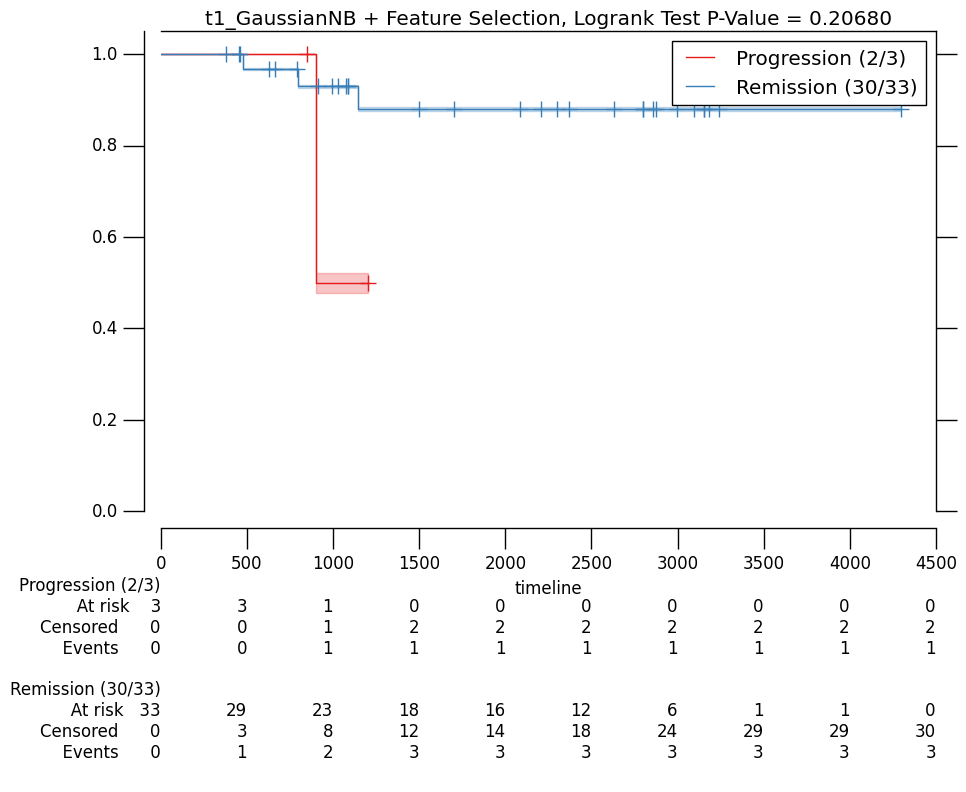 t1_GaussianNB + Feature Selection, Logrank Test P-Value = 0.20680
Progression (2/3)
Remission (30/33)
1.0
0.8
0.6
0.4
0.2
0.0
0 500 1000 1500 2000 2500 3000 3500 4000 4500
timeline
Progression (2/3)
At risk 3 3 1 0 0 0 0 0 0 0
Censored 0 0 1 2 2 2 2 2 2 2
Events 0 0 1 1 1 1 1 1 1 1
Remission (30/33)
At risk 33 29 23 18 16 12 6 1 1 0
Censored 0 3 8 12 14 18 24 29 29 30
Events 0 1 2 3 3 3 3 3 3 3